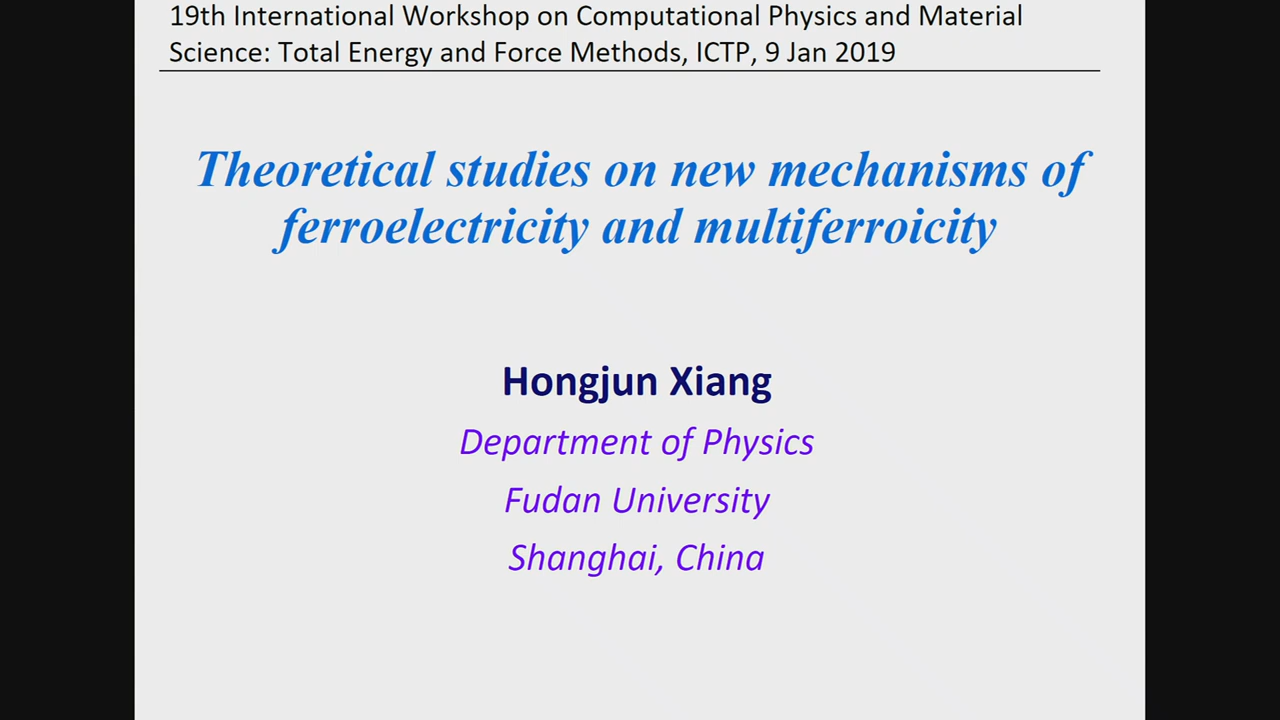 19th International Workshop on Computational Physics and Material
Science: Total Energy and Force Methods, ICTP, 9 Jan 2019
Theoretical studies on new mechanisms of
ferroelectricity and multiferroicity
Hongjun Xiang
Department of Physics
Fudan University
Shanghai, China